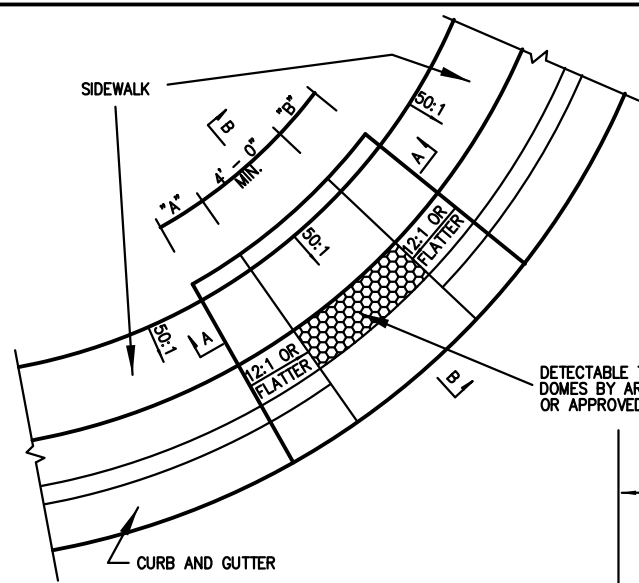 SIDEWALK
50:1
B
"B"
4' - 0"
MIN.
"A"
A
50:1
12:1 OR
FLATTER
50:1
A
12:1 OR
FLATTER
B
DETECTABLE
DOMES BY
OR APPROVED
CURB AND GUTTER